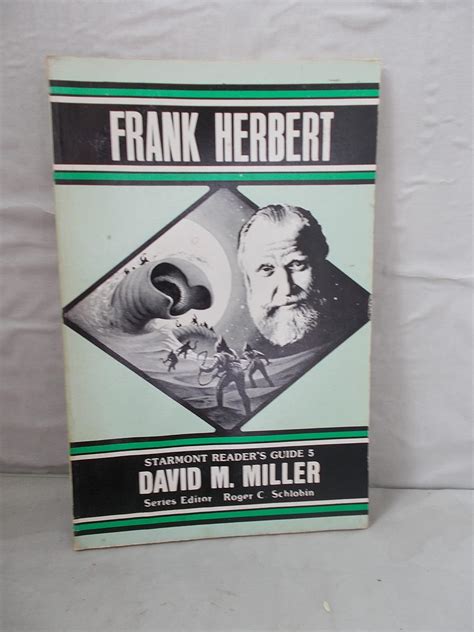 FRANK HERBERT
STARMONT READER'S GUIDE 5
DAVID M. MILLER
Series Editor Roger C Schlobin